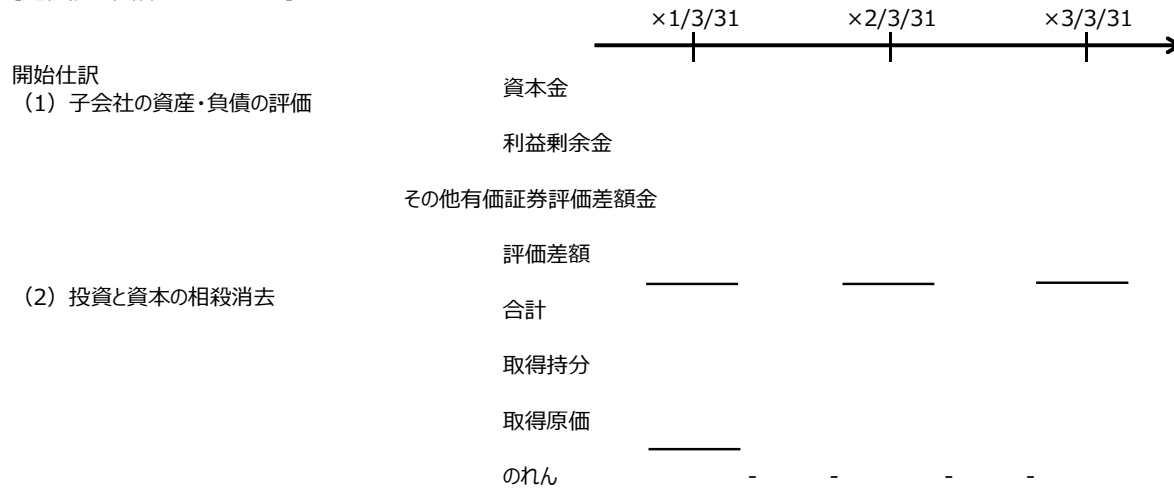 ×1/3/31 ×2/3/31 ×3/3/31
開始仕訳
(1) 子会社の資産・負債の評価
資本金
利益剰余金
その他有価証券評価差額金
評価差額
(2) 投資と資本の相殺消去
合計
取得持分
取得原価
のれん - - - -